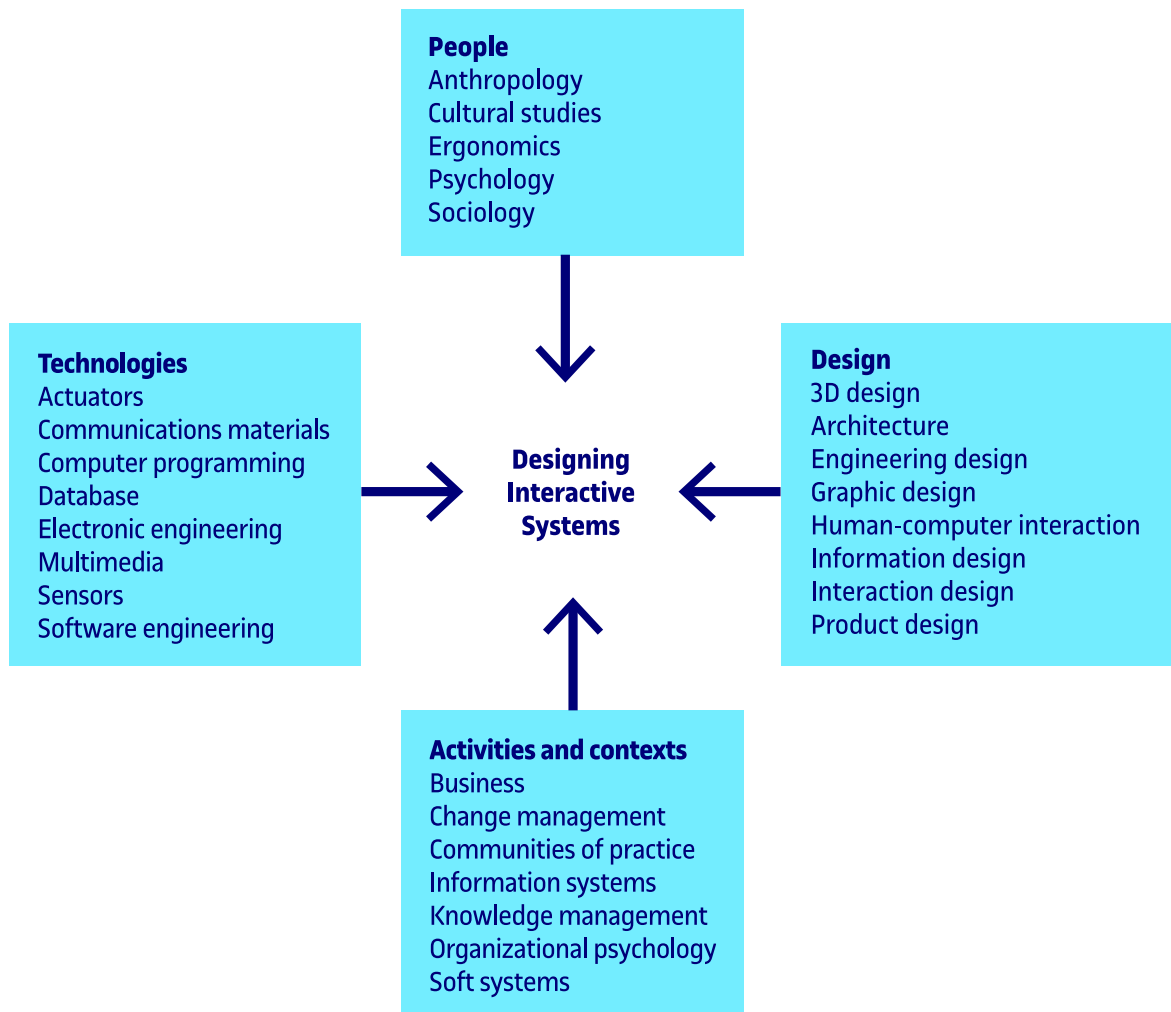 People
Anthropology
Cultural studies
Ergonomics
Psychology
Sociology
Technologies
Actuators
Communications materials
Computer programming
Database
Electronic engineering
Multimedia
Sensors
Software engineering
Designing
Interactive
Systems
Design
3D design
Architecture
Engineering design
Graphic design
Human-computer interaction
Information design
Interaction design
Product design
Activities and contexts
Business
Change management
Communities of practice
Information systems
Knowledge management
Organizational psychology
Soft systems